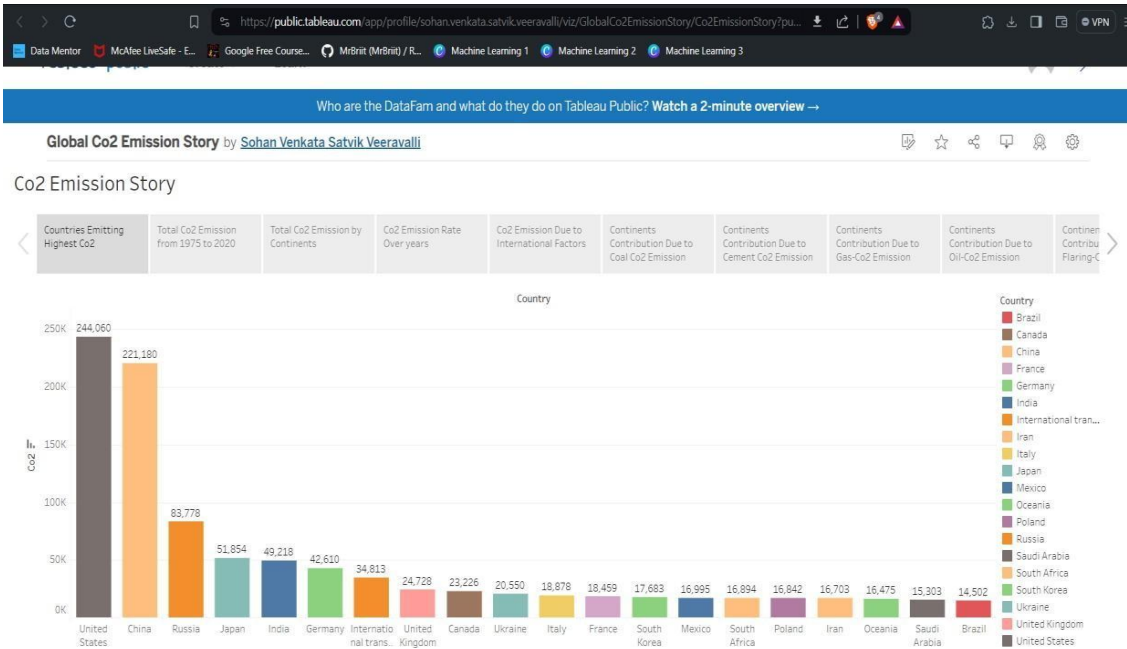 https://public.tableau.com/app/profile/sohan.venkata.satvik.veeravalli/viz/GlobalCo2EmissionStory/Co2EmissionStory?pu...
VPN
Data Mentor McAfee LiveSafe - E... Google Free Course... MrBriit (MrBriit) / R... Machine Learning 1 Machine Learning 2 Machine Learning 3
Who are the DataFam and what do they do on Tableau Public? Watch a 2-minute overview →
Global Co2 Emission Story by Sohan Venkata Satvik Veeravalli
Co2 Emission Story
Countries Emitting
Highest Co2
Total Co2 Emission
from 1975 to 2020
Total Co2 Emission by
Continents
Co2 Emission Rate
Over years
Co2 Emission Due to
International Factors
Continents
Contribution Due to
Coal Co2 Emission
Continents
Contribution Due to
Cement Co2 Emission
Continents
Contribution Due to
Gas-Co2 Emission
Continents
Contribution Due to
Oil-Co2 Emission
Continen
Contribu
Flaring-C
Country
250K
200K
150K
100K
50K
0K
Co2
244,060
221,180
83,778
51,854
49,218
42,610
34,813
24,728
23,226
20,550
18,878
18,459
17,683
16,995
16,894
16,842
16,703
16,475
15,303
14,502
United
States
China
Russia
Japan
India
Germany
Internatio
nal trans..
United
Kingdom
Canada
Ukraine
Italy
France
South
Korea
Mexico
South
Africa
Poland
Iran
Oceania
Saudi
Arabia
Brazil
Country
Brazil
Canada
China
France
Germany
India
International tran...
Iran
Italy
Japan
Mexico
Oceania
Poland
Russia
Saudi Arabia
South Africa
South Korea
Ukraine
United Kingdom
United States